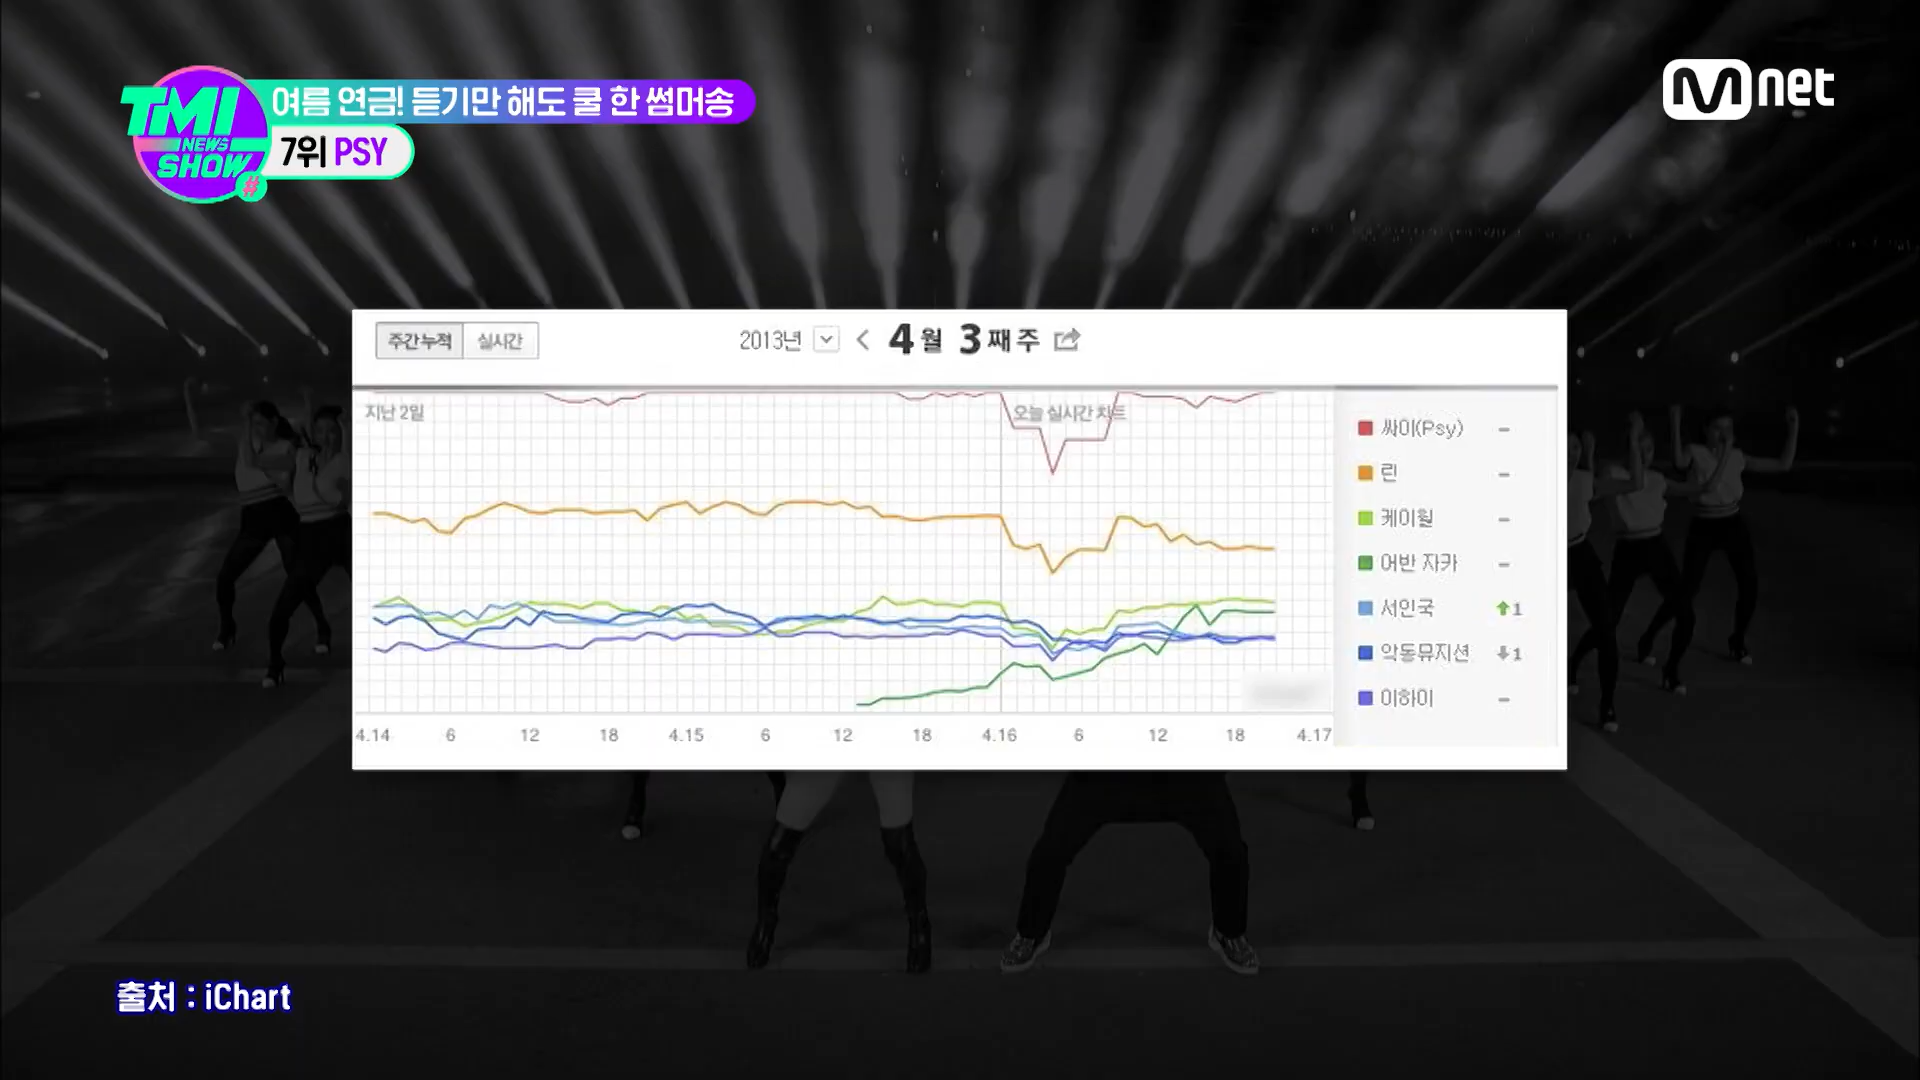 TMI NEWS SHOW #
여름 연금! 듣기만 해도 쿨 한 썸머송
7위 PSY
Mnet
주간누적 실시간
2013년 4월 3째주
지난 2일
오늘 실시간 차트
싸이(Psy) -
린 -
케이윌 -
어반 자카 -
서인국 1
악동뮤지션 1
이하이 -
4.14 6 12 18 4.15 6 12 18 4.16 6 12 18 4.17
출처 : iChart